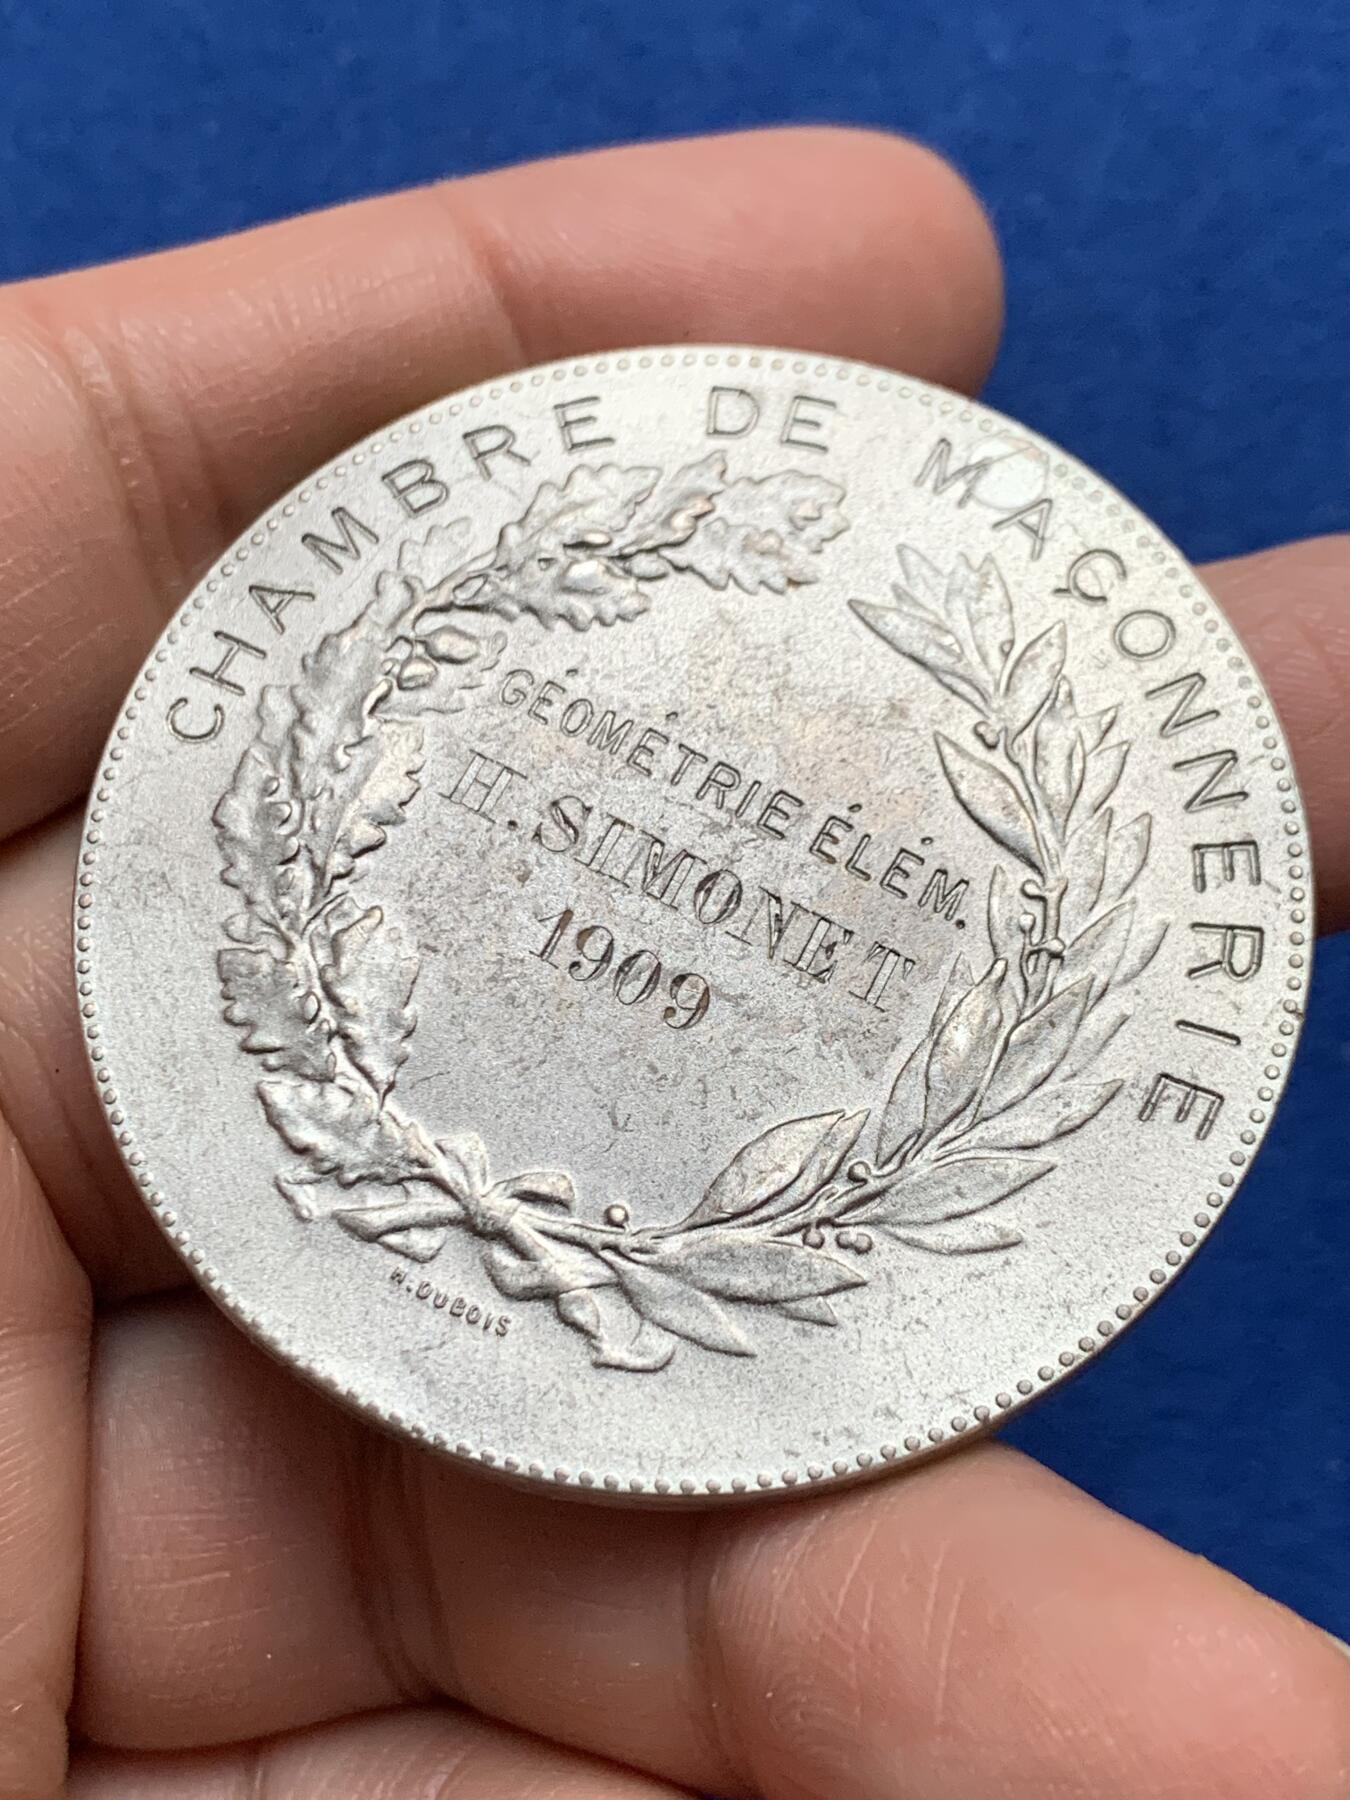 CHAMBRE DE MAÇONNERIE
GÉOMÉTRIE ÉLÉM.
H. SIMONET
1909
H. DUBOIS